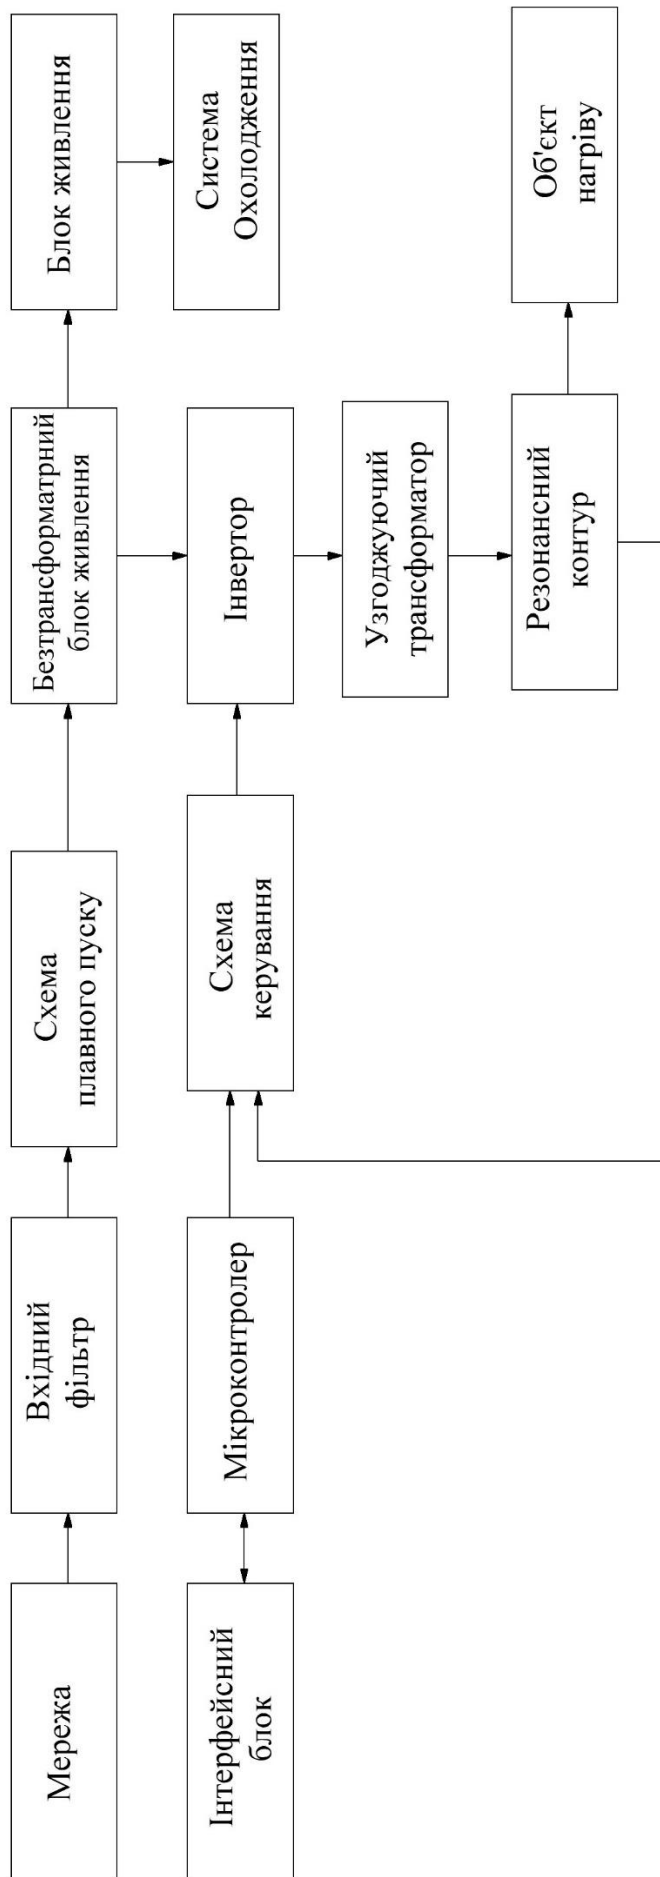 Мережа
Вхідний
фільтр
Схема
плавного пуску
Безтрансформатрний
блок живлення
Блок живлення
Інтерфейсний
блок
Мікроконтролер
Схема
керування
Інвертор
Система
Охолодження
Узгоджуючий
трансформатор
Резонансний
контур
Об'єкт
нагріву